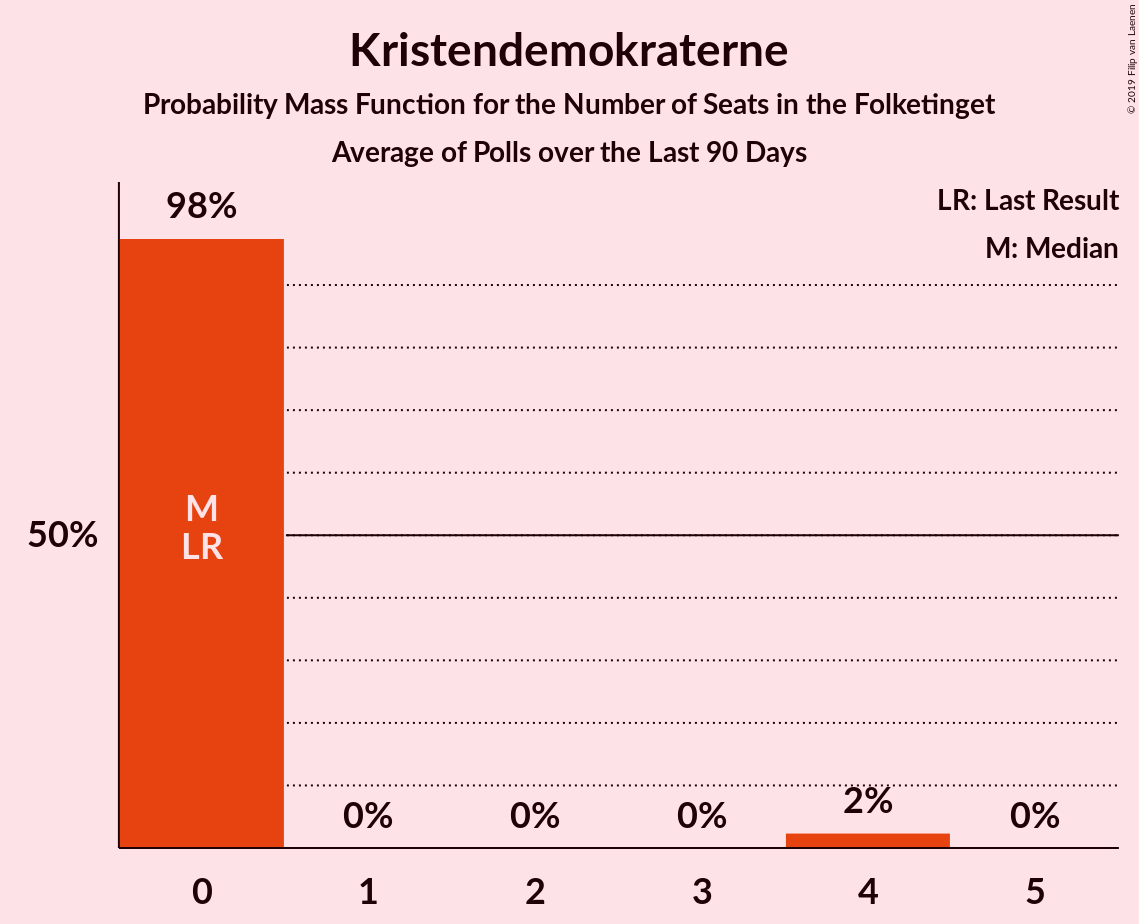 Kristendemokraterne
Probability Mass Function for the Number of Seats in the Folketinget
Average of Polls over the Last 90 Days
© 2019 Filip van Laenen
LR: Last Result
M: Median
98%
50%
M
LR
0%
0%
0%
2%
0%
0
1
2
3
4
5